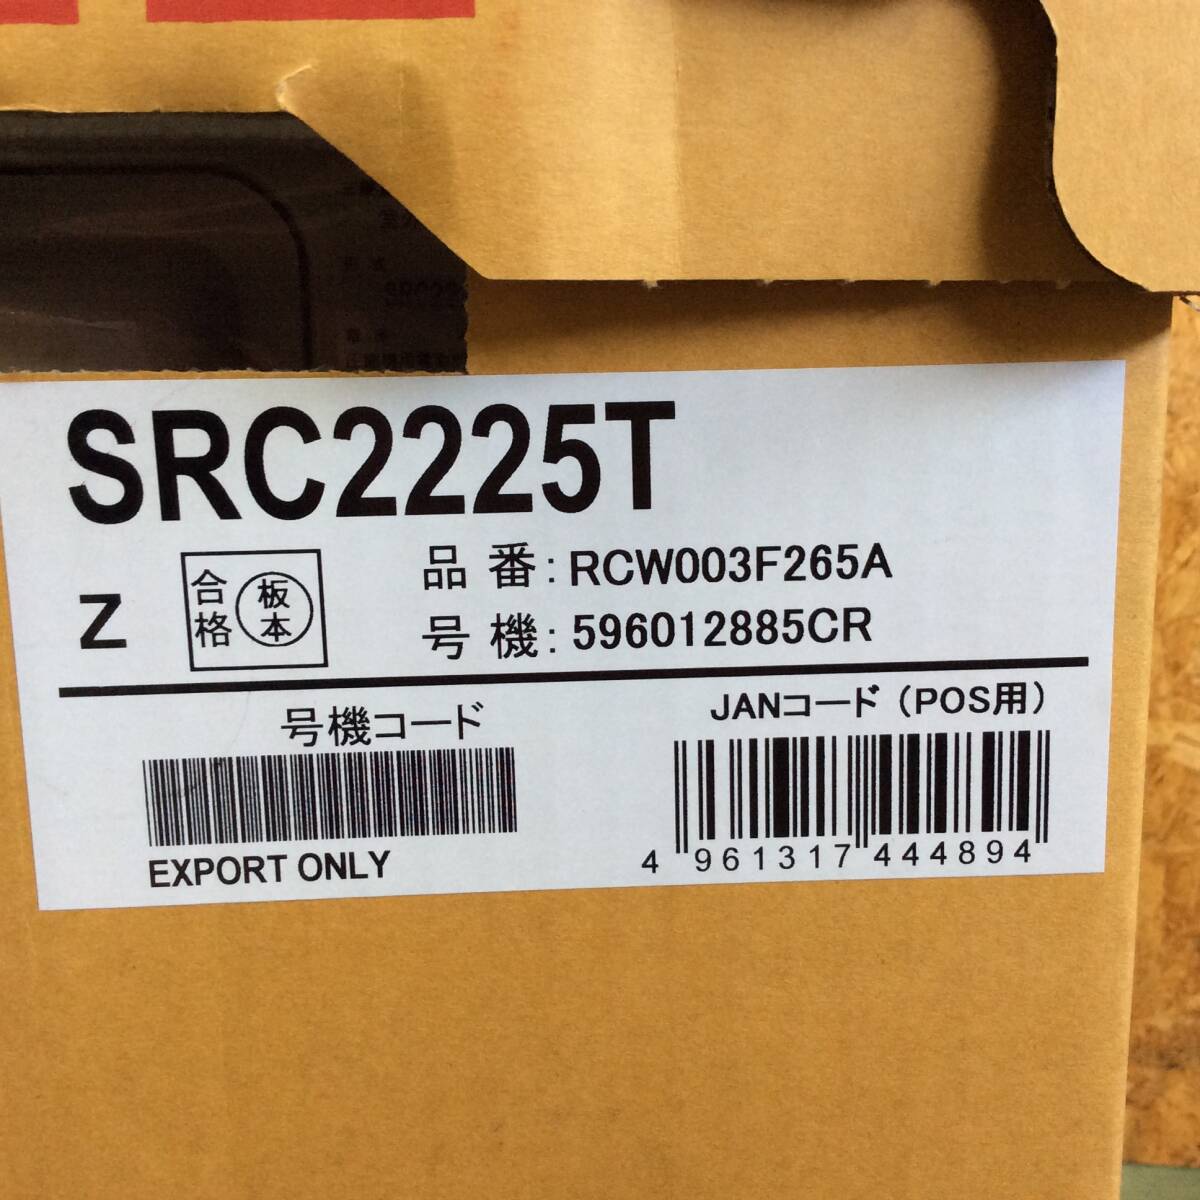 SRC222
SRC2225T
Z
合格
板本
品番: RCW003F265A
号機: 596012885CR
号機コード
JANコード（POS用）
EXPORT ONLY
4 961317 444894